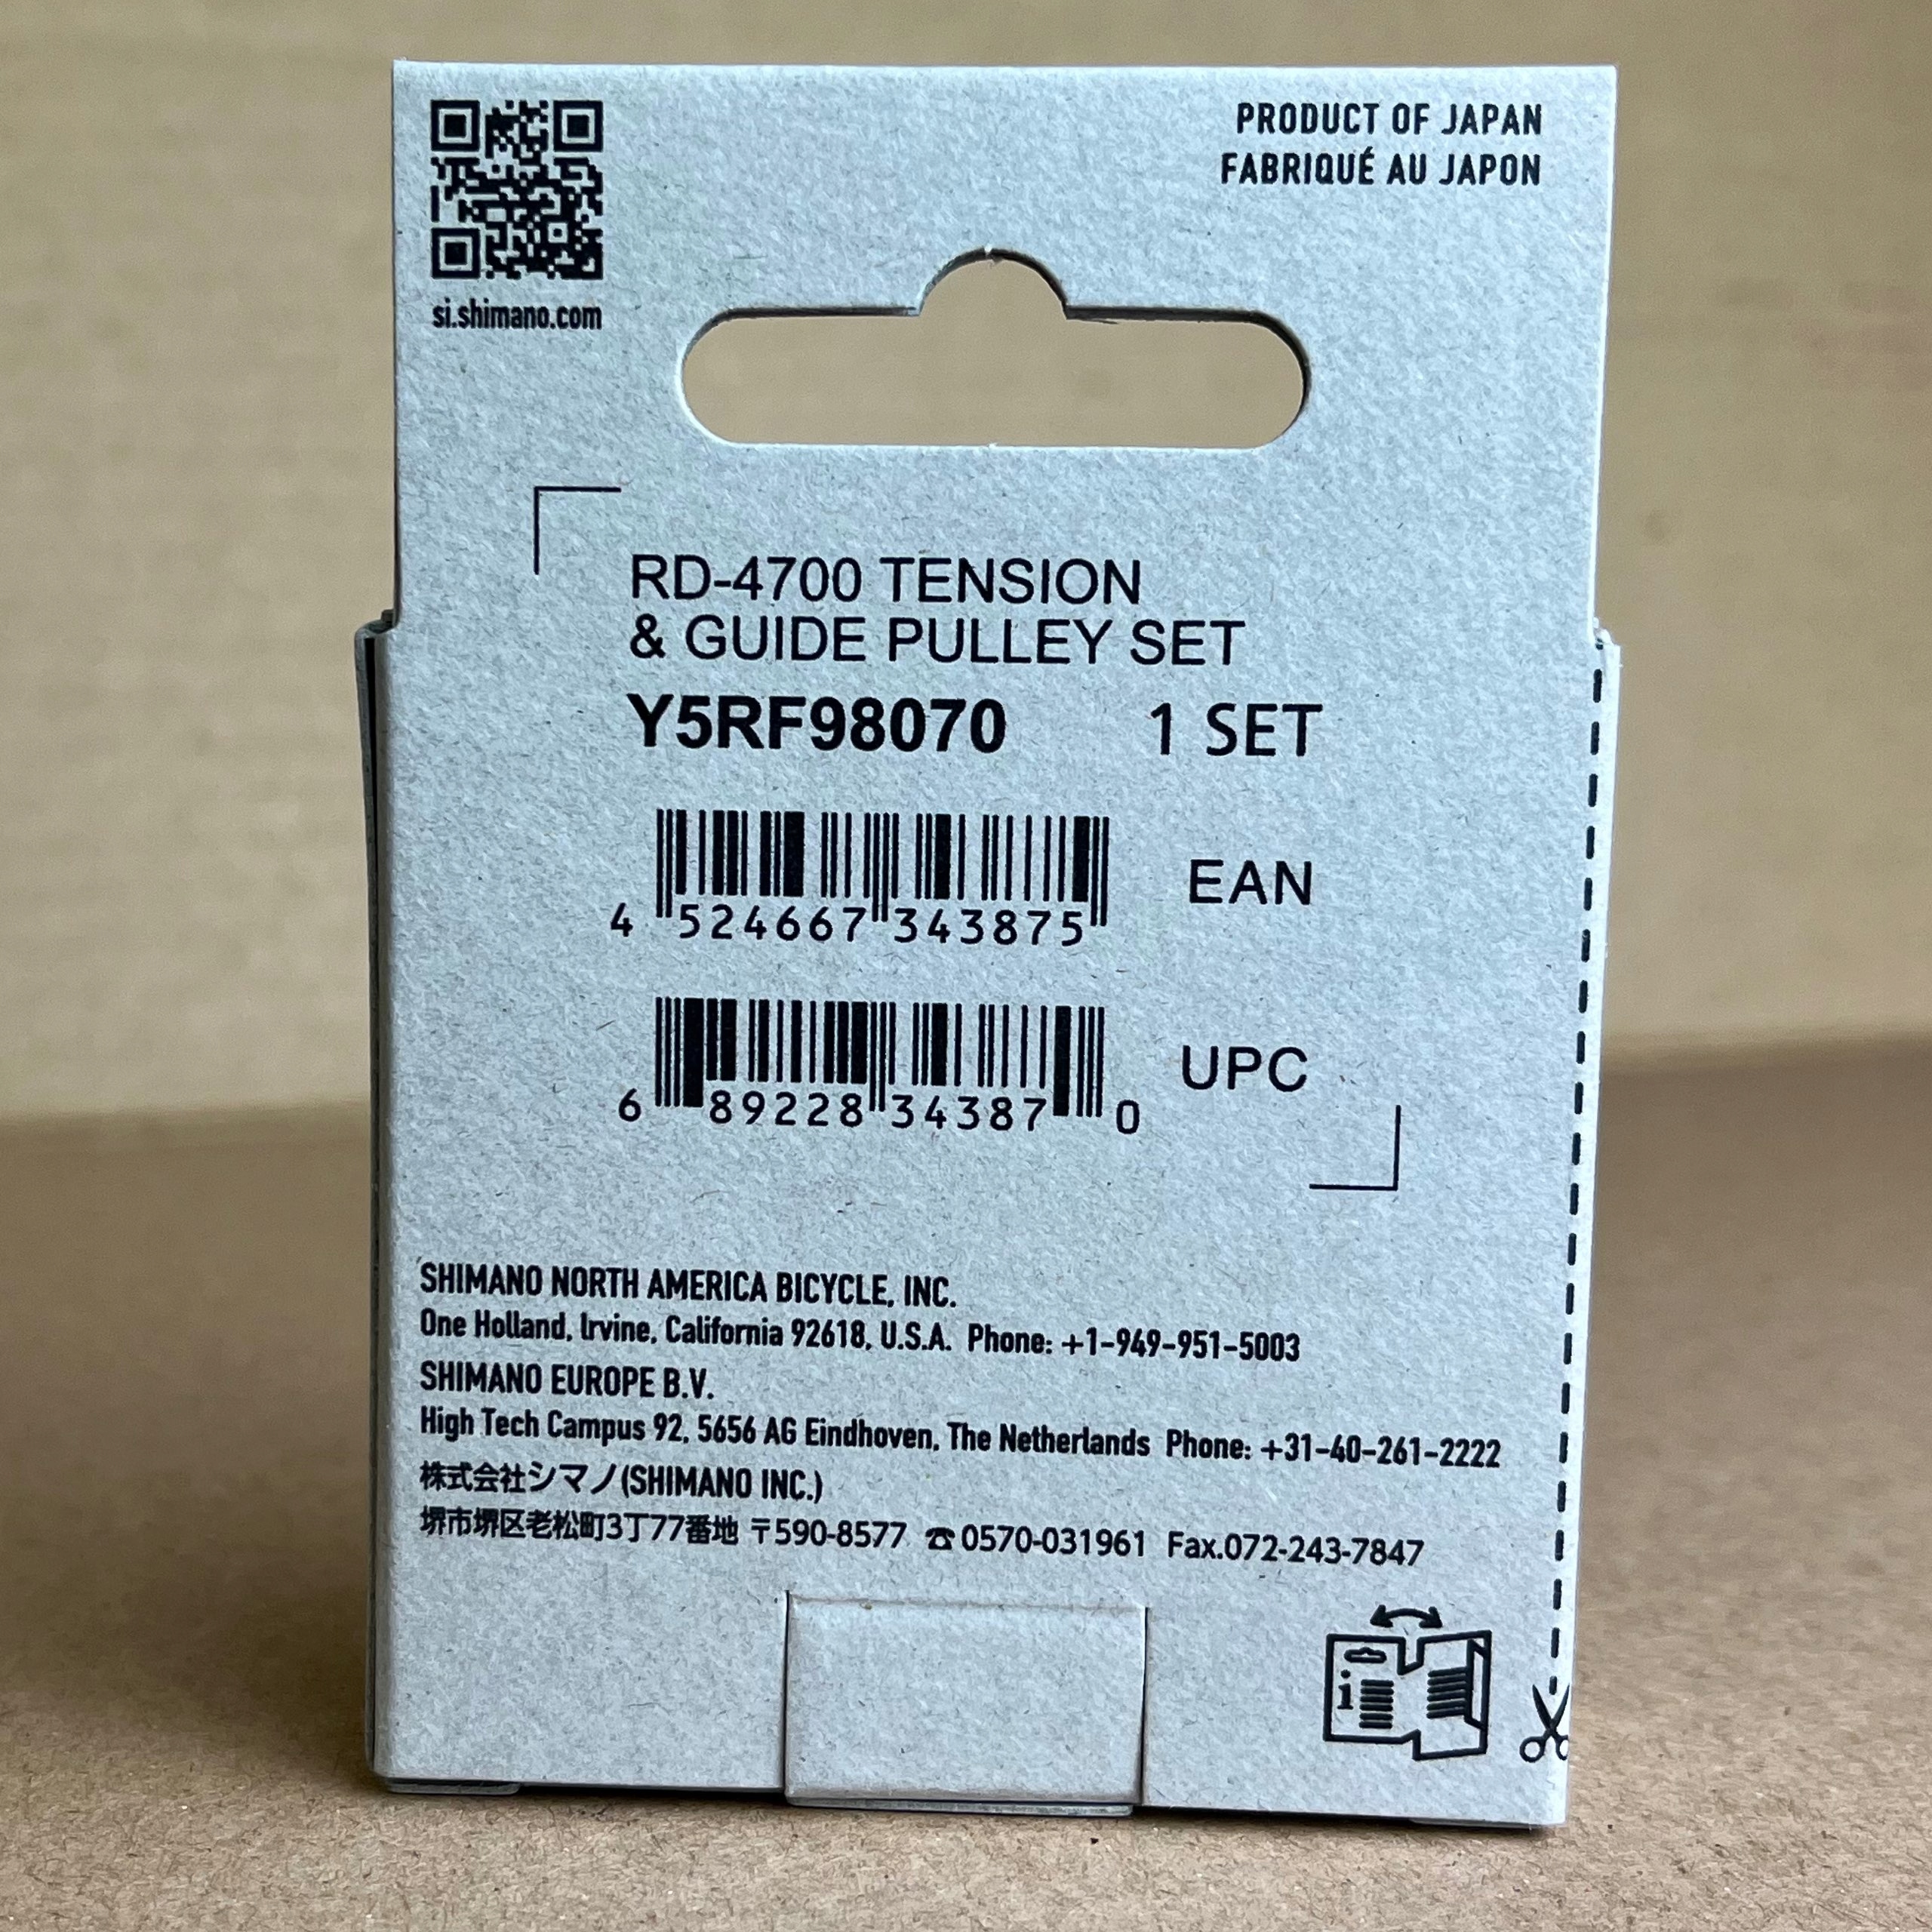 PRODUCT OF JAPAN
FABRIQUÉ AU JAPON
si.shimano.com
RD-4700 TENSION
& GUIDE PULLEY SET
Y5RF98070 1 SET
4 524667 343875 EAN
6 89228 34387 0 UPC
SHIMANO NORTH AMERICA BICYCLE, INC.
One Holland, Irvine, California 92618, U.S.A. Phone: +1-949-951-5003
SHIMANO EUROPE B.V.
High Tech Campus 92, 5656 AG Eindhoven, The Netherlands Phone: +31-40-261-2222
株式会社シマノ(SHIMANO INC.)
堺市堺区老松町3丁77番地 〒590-8577 ☎0570-031961 Fax.072-243-7847
i